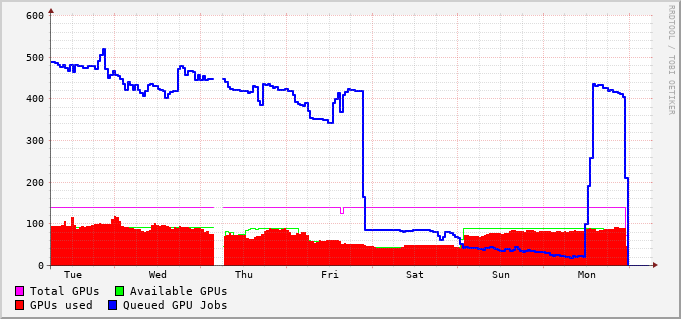 600
500
400
300
200
100
0
Tue Wed Thu Fri Sat Sun Mon
Total GPUs Available GPUs
GPUs used Queued GPU Jobs
RRDTOOL / TOBI OETIKER